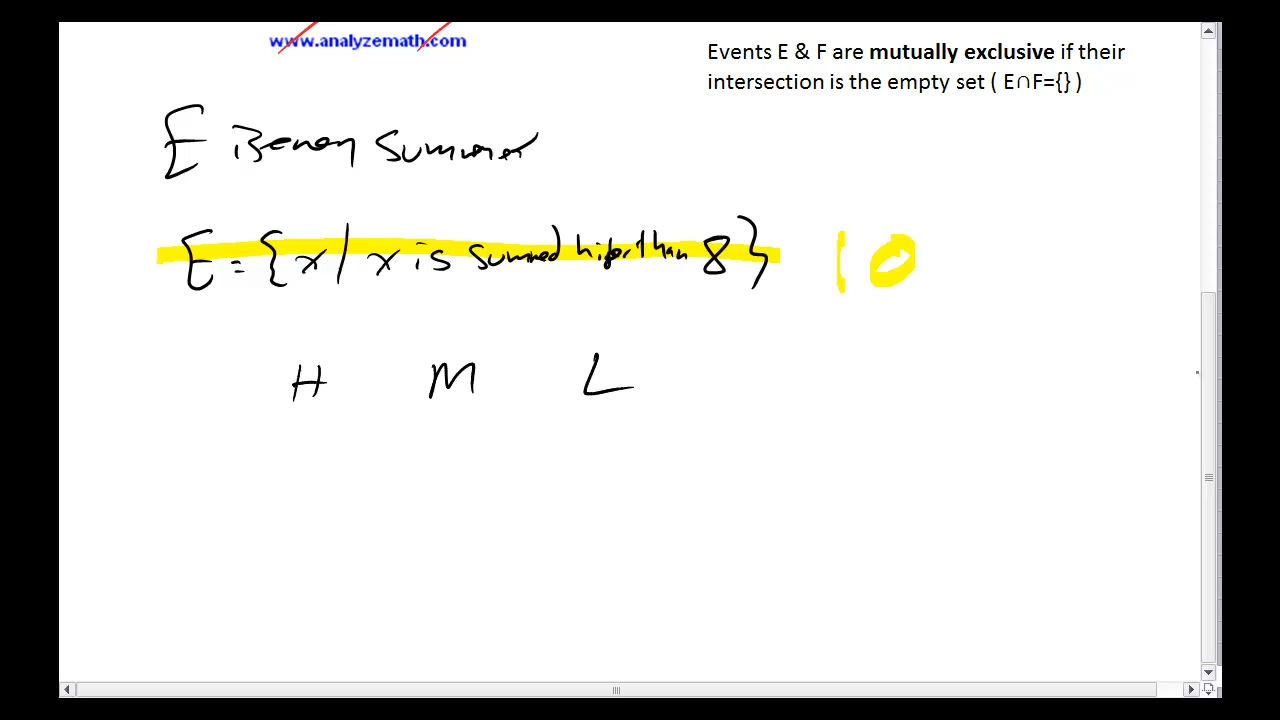 www.analyzemath.com
Events E & F are mutually exclusive if their
intersection is the empty set ( E∩F={} )
E Summer
E = { x | x is summed higher than 8 } 10
H M L